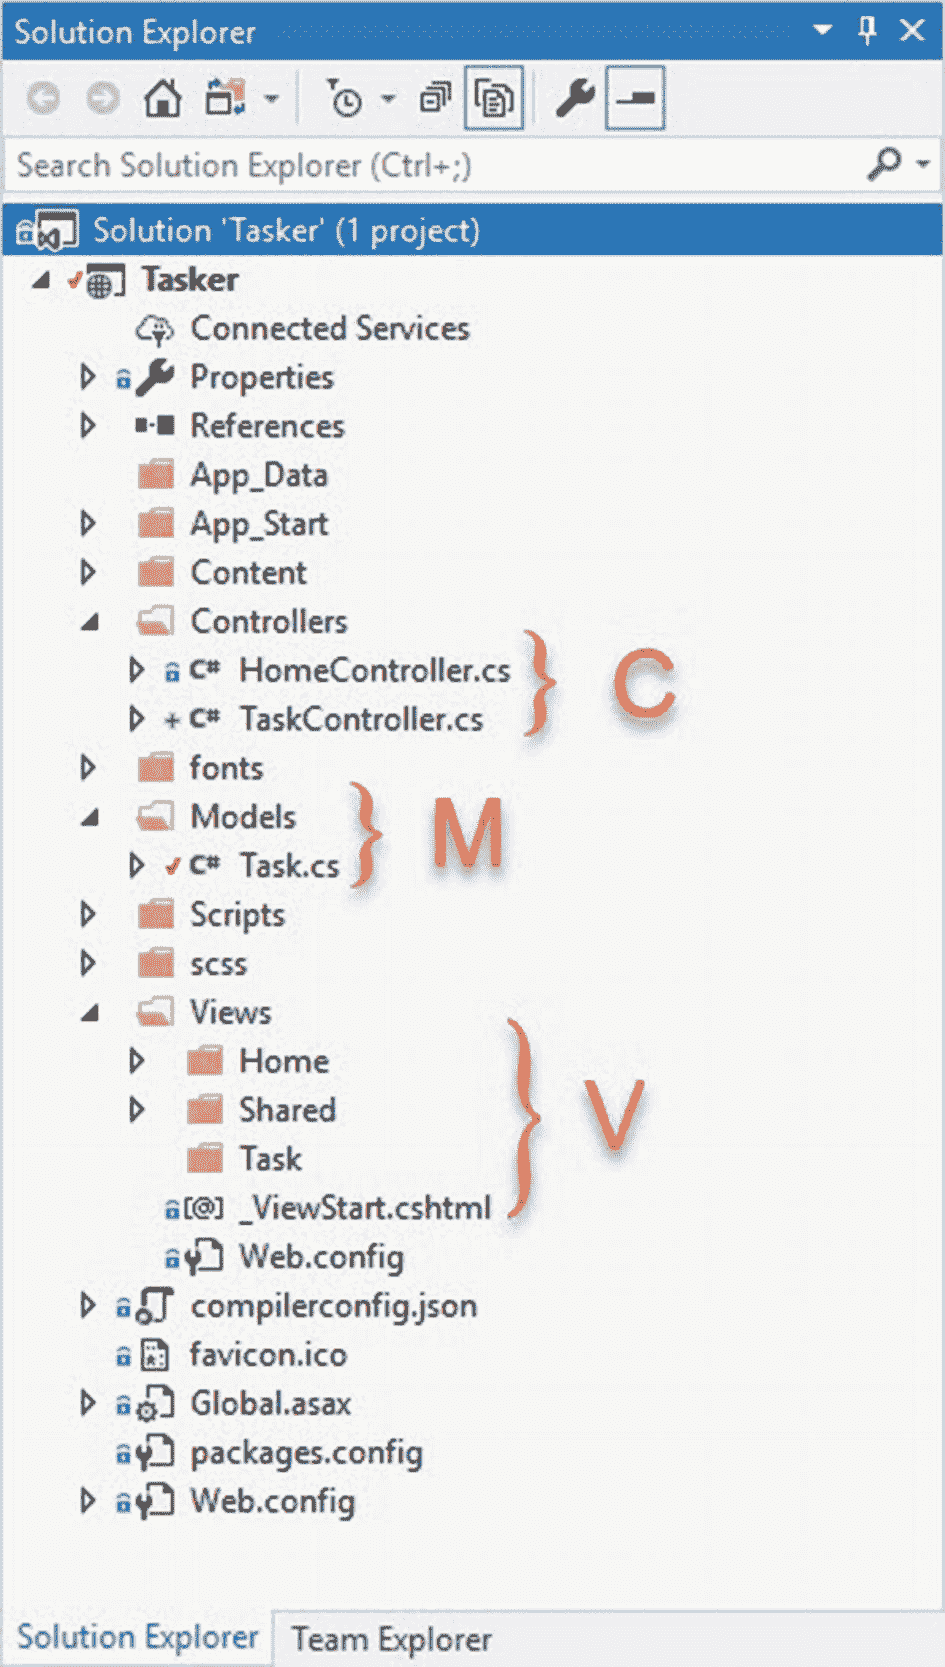 Solution Explorer
Search Solution Explorer (Ctrl+;)
Solution 'Tasker' (1 project)
Tasker
Connected Services
Properties
References
App_Data
App_Start
Content
Controllers
C# HomeController.cs
C# TaskController.cs
C
fonts
Models
C# Task.cs
M
Scripts
scss
Views
Home
Shared
Task
V
[@] _ViewStart.cshtml
Web.config
compilerconfig.json
favicon.ico
Global.asax
packages.config
Web.config
Solution Explorer Team Explorer